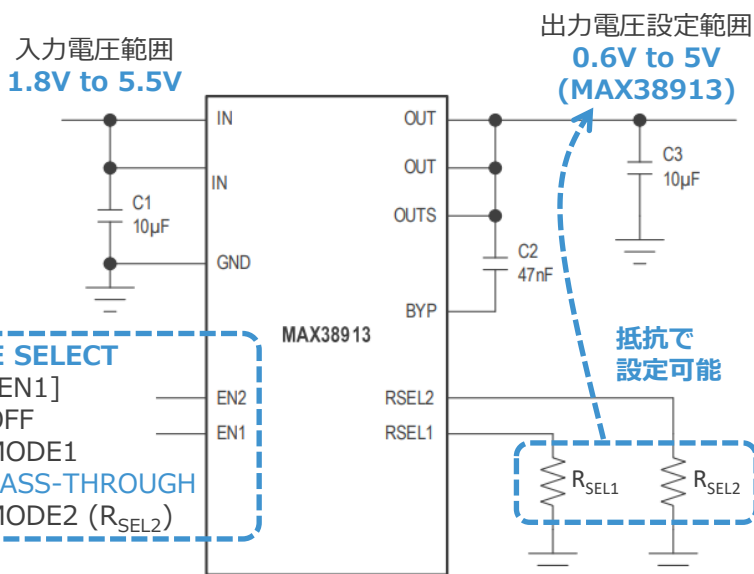 入力電圧範囲
1.8V to 5.5V
出力電圧設定範囲
0.6V to 5V
(MAX38913)
IN
OUT
IN
OUT
OUTS
GND
BYP
C1
10µF
C2
47nF
C3
10µF
MAX38913
抵抗で
設定可能
EN2
EN1
RSEL2
RSEL1
RSEL1
RSEL2
SELECT
EN1]
MODE1
PASS-THROUGH
MODE2 (RSEL2)